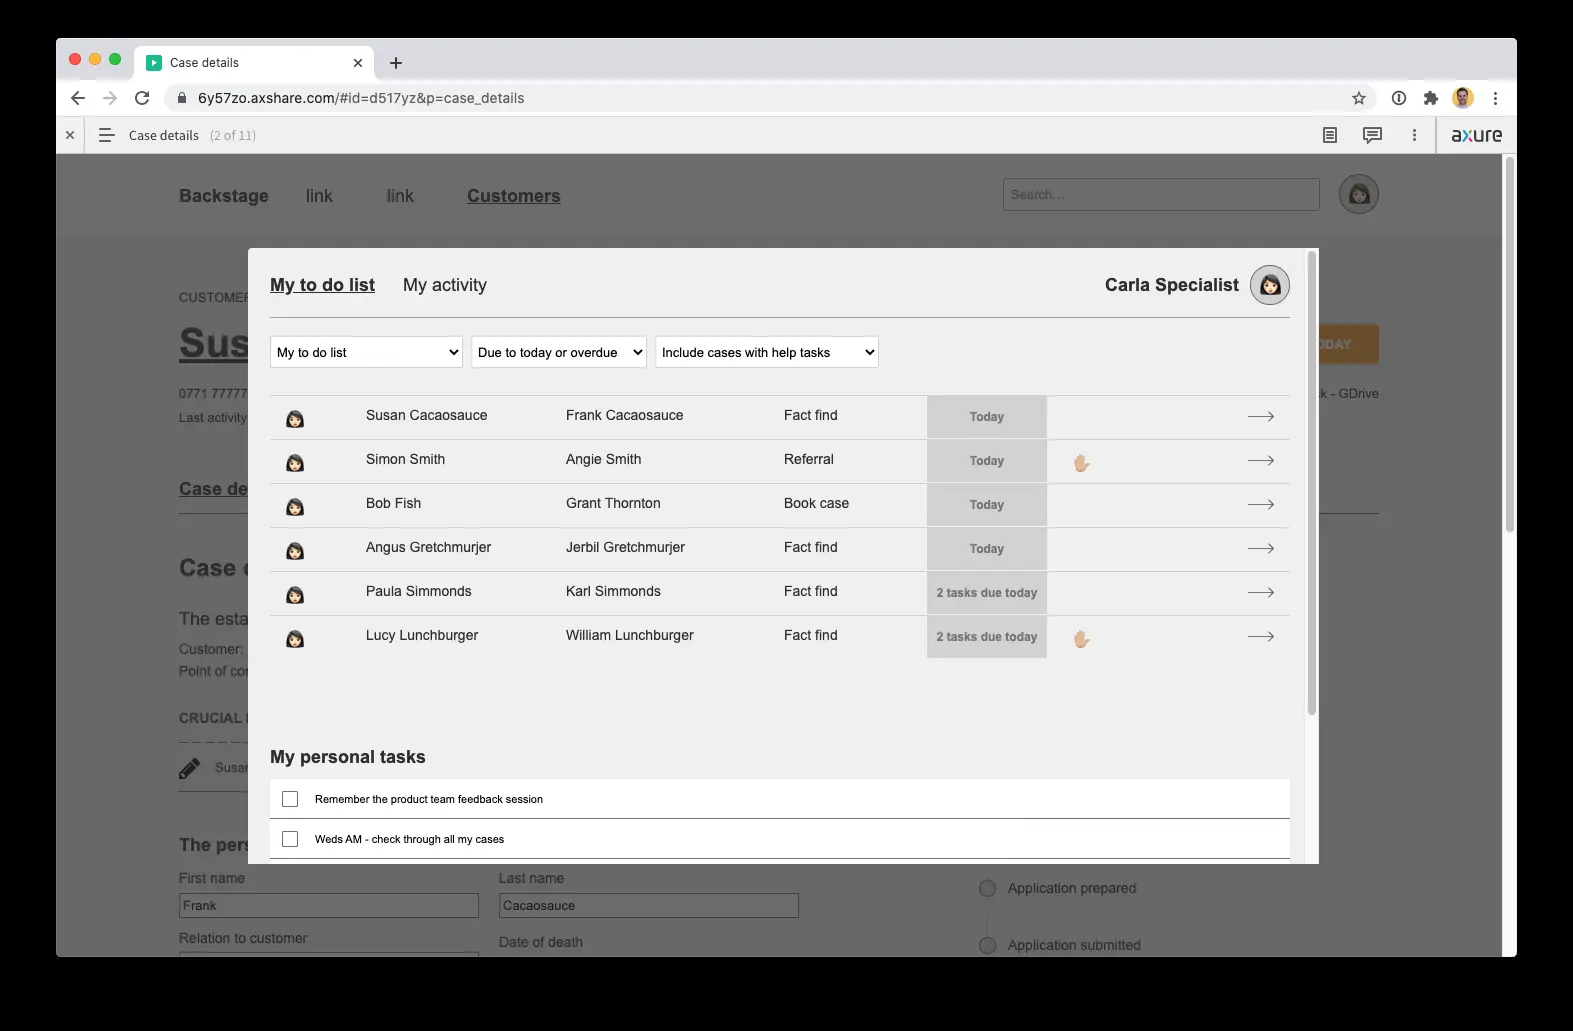 Case details
6y57zo.axshare.com/#id=d517yz&p=case_details
Case details (2 of 11)
axure
Backstage link link Customers
Search...
My to do list My activity Carla Specialist
CUSTOMER
Sus
ODAY
0771 77777
k - GDrive
Last activity
My to do list Due to today or overdue Include cases with help tasks
Susan Cacaosauce Frank Cacaosauce Fact find Today
Simon Smith Angie Smith Referral Today
Case de
Bob Fish Grant Thornton Book case Today
Angus Gretchmurjer Jerbil Gretchmurjer Fact find Today
Case
Paula Simmonds Karl Simmonds Fact find 2 tasks due today
The esta
Lucy Lunchburger William Lunchburger Fact find 2 tasks due today
Customer:
Point of con
CRUCIAL
My personal tasks
Susan
Remember the product team feedback session
Weds AM - check through all my cases
The pers
First name Last name
Frank Cacaosauce
Relation to customer Date of death
Application prepared
Application submitted